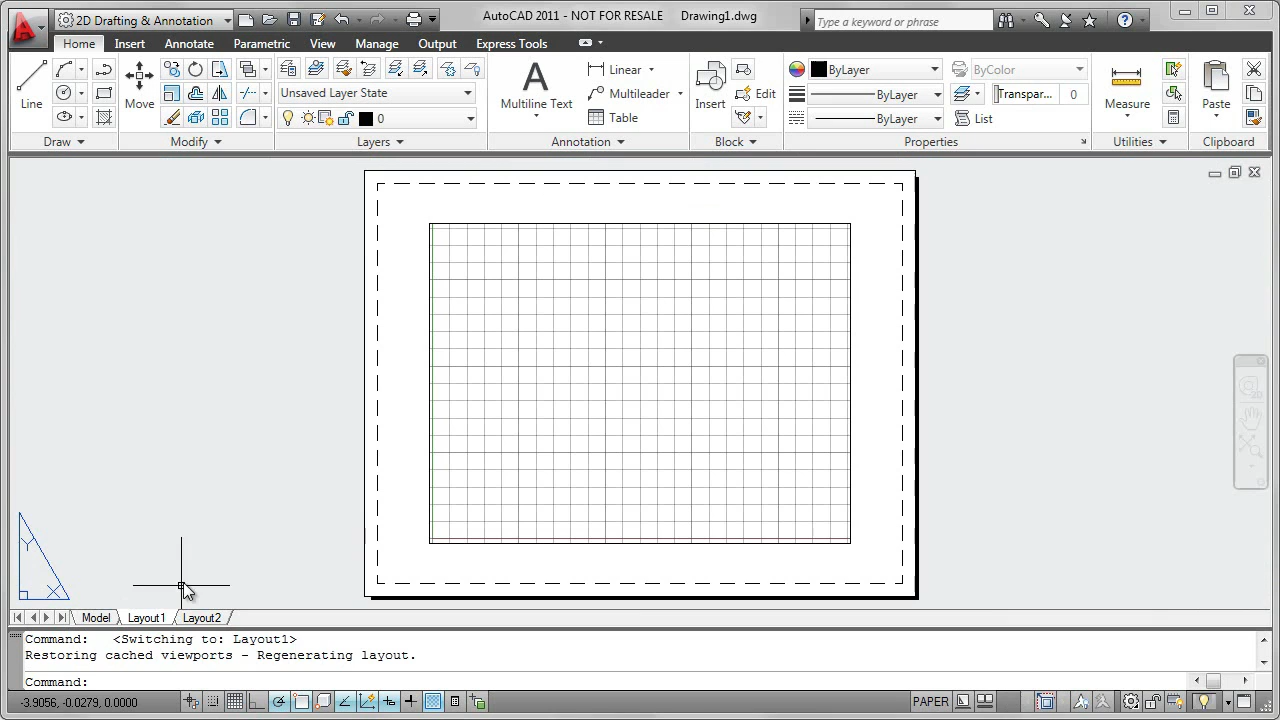 2D Drafting & Annotation
AutoCAD 2011 - NOT FOR RESALE Drawing1.dwg
Type a keyword or phrase
Home Insert Annotate Parametric View Manage Output Express Tools
Line
Move
Unsaved Layer State
0
A
Multiline Text
Linear
Multileader
Table
Insert
Edit
ByLayer
ByLayer
ByLayer
ByColor
Transpar... 0
List
Measure
Paste
Draw Modify Layers Annotation Block Properties Utilities Clipboard
2D
Y
X
Model Layout1 Layout2
Command: <Switching to: Layout1>
Restoring cached viewports - Regenerating layout.
Command:
-3.9056, -0.0279, 0.0000
PAPER